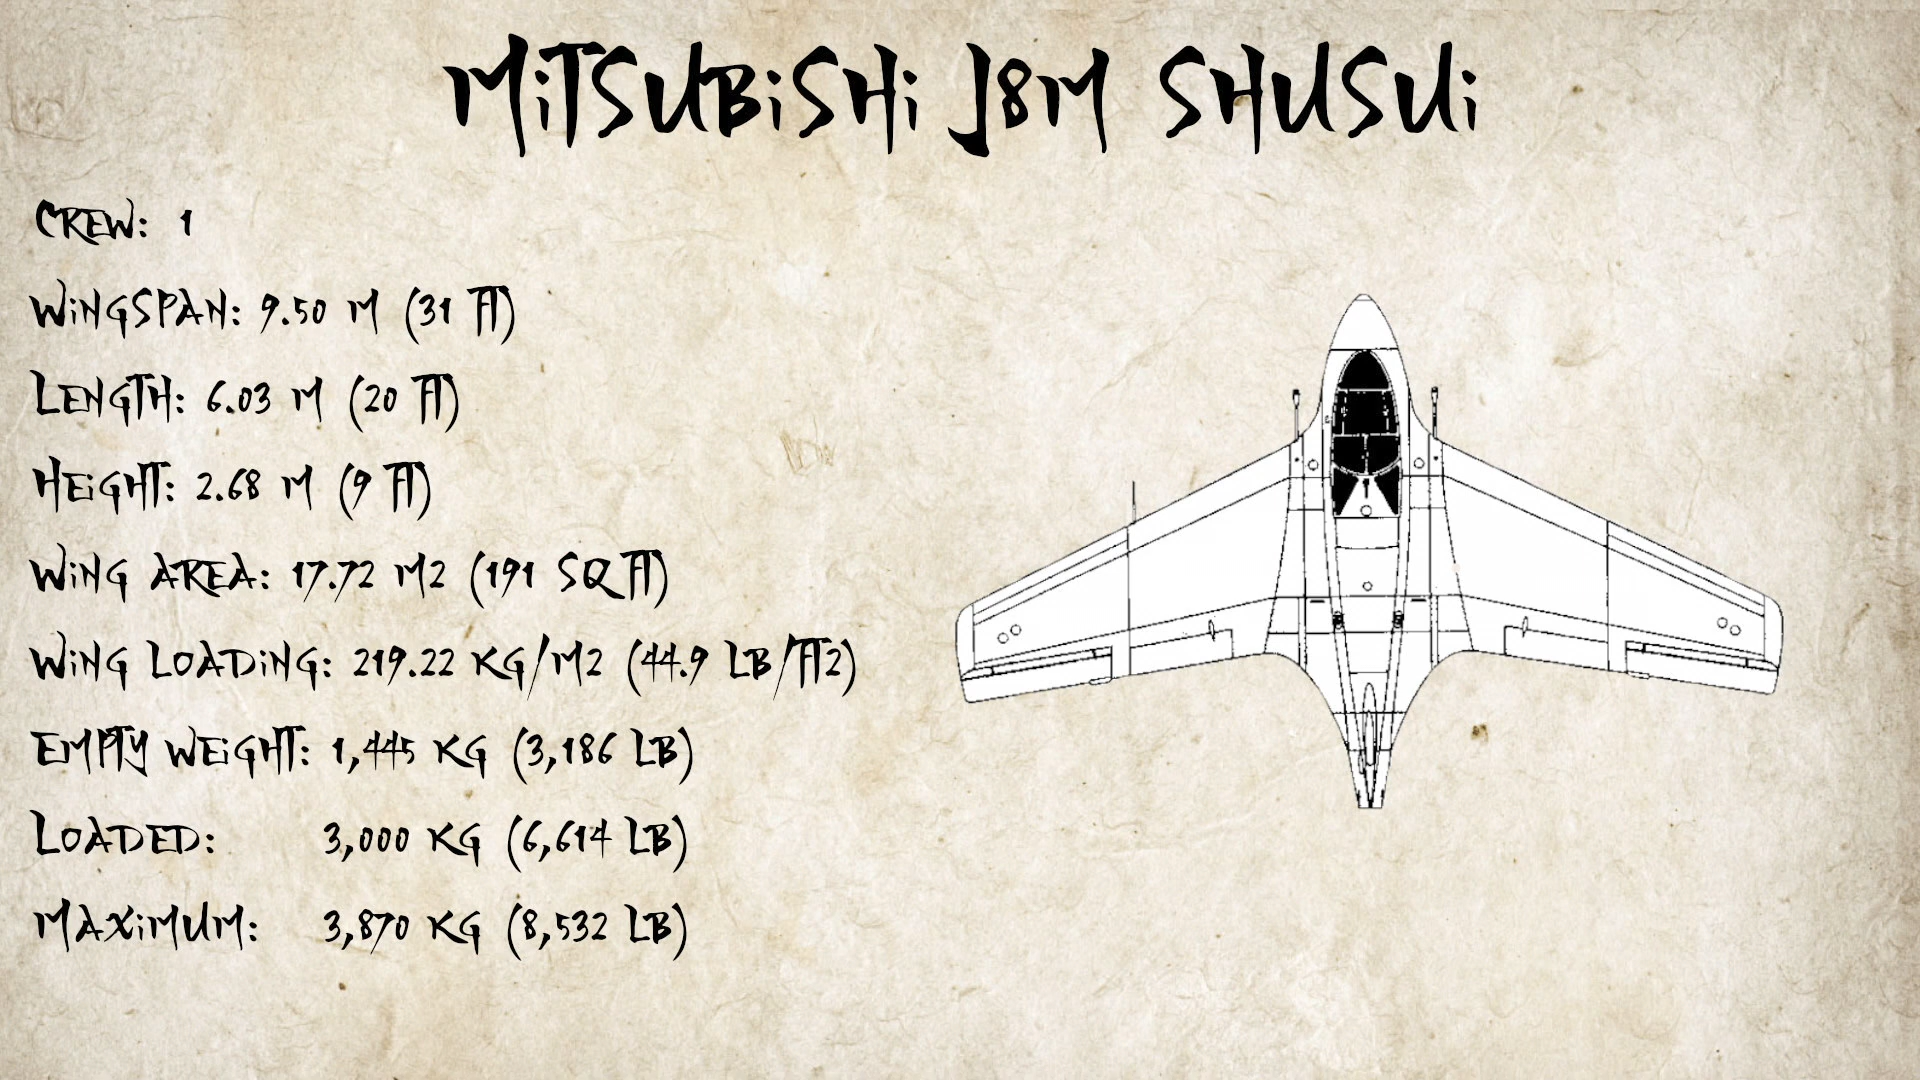 Mitsubishi J8M Shusui
Crew: 1
Wingspan: 9.50 m (31 ft)
Length: 6.03 m (20 ft)
Height: 2.68 m (9 ft)
Wing area: 17.72 m2 (191 sq ft)
Wing loading: 219.22 kg/m2 (44.9 lb/ft2)
Empty weight: 1,445 kg (3,186 lb)
Loaded: 3,000 kg (6,614 lb)
Maximum: 3,870 kg (8,532 lb)